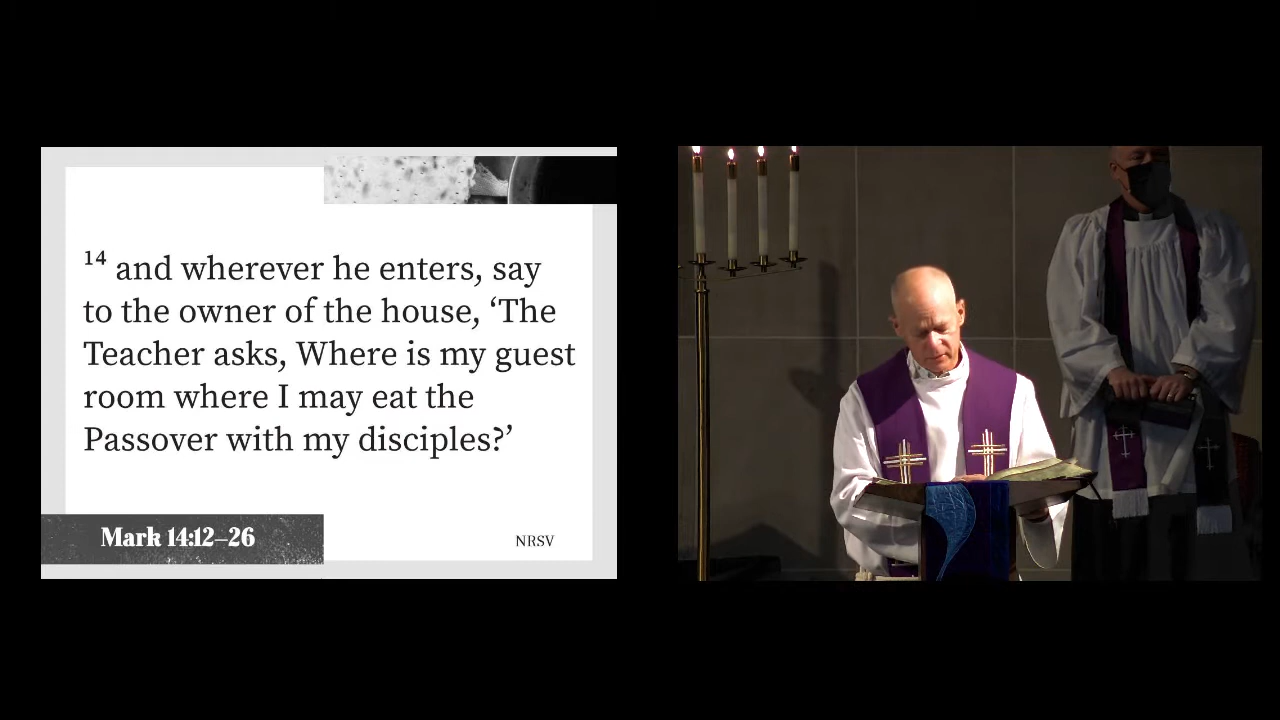 14 and wherever he enters, say
to the owner of the house, ‘The
Teacher asks, Where is my guest
room where I may eat the
Passover with my disciples?’
Mark 14:12–26
NRSV